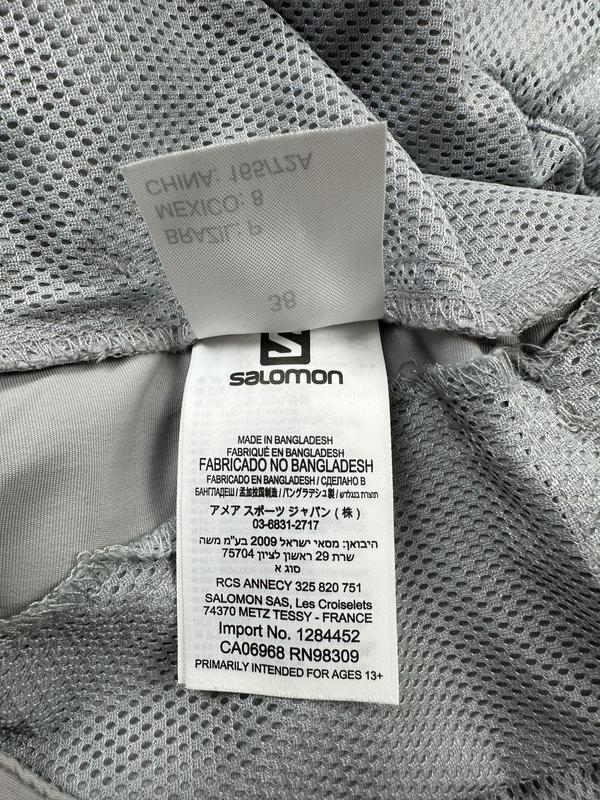 CHINA: 165/72A
MEXICO: 8
BRAZIL: P
38
S
salomon
MADE IN BANGLADESH
FABRIQUÉ EN BANGLADESH
FABRICADO NO BANGLADESH
FABRICADO EN BANGLADESH / СДЕЛАНО В
БАНГЛАДЕШ / 孟加拉国制造 / バングラデシュ製 / תוצרת בנגלדש
アメア スポーツ ジャパン ( 株 )
03-6831-2717
היבואן: מסאי ישראל 2009 בע"מ משה
שרת 29 ראשון לציון 75704
סוג א
RCS ANNECY 325 820 751
SALOMON SAS, Les Croiselets
74370 METZ TESSY - FRANCE
Import No. 1284452
CA06968 RN98309
PRIMARILY INTENDED FOR AGES 13+